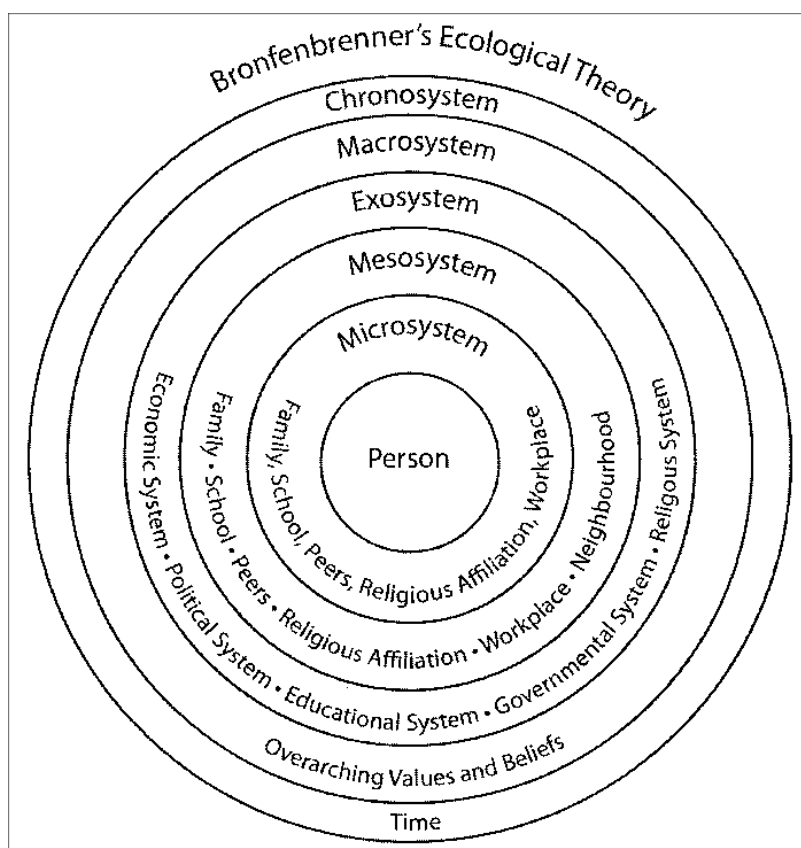 Bronfenbrenner's Ecological Theory
Chronosystem
Macrosystem
Exosystem
Mesosystem
Microsystem
Person
Family, School, Peers, Religious Affiliation, Workplace
Family • School • Peers • Religious Affiliation • Workplace • Neighbourhood
Economic System • Political System • Educational System • Governmental System • Religous System
Overarching Values and Beliefs
Time